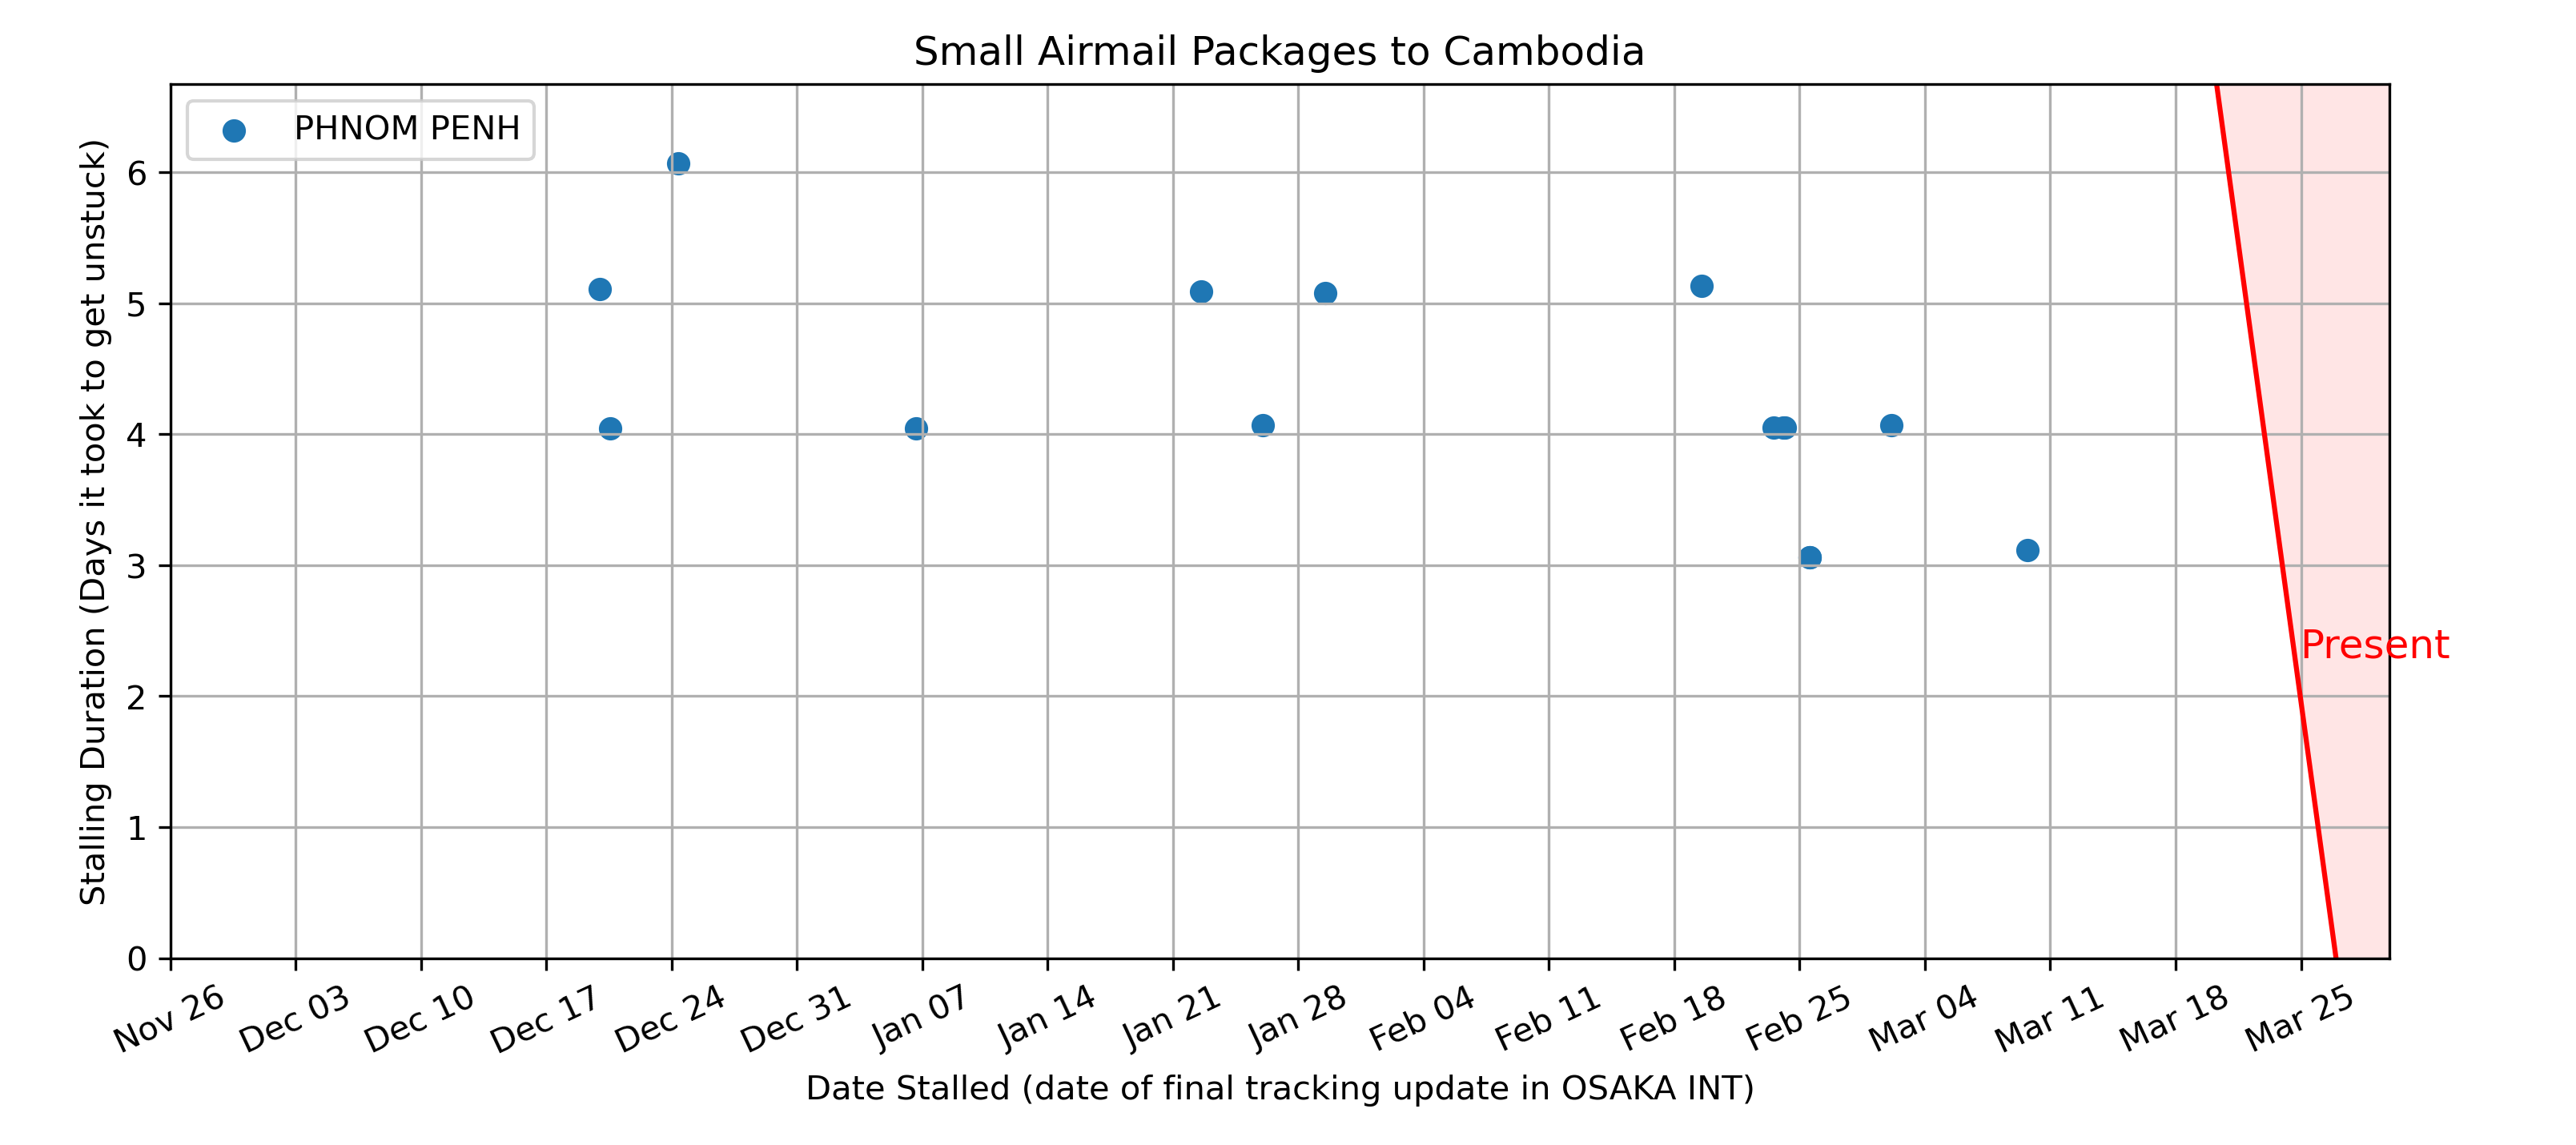 Small Airmail Packages to Cambodia
PHNOM PENH
Stalling Duration (Days it took to get unstuck)
6
5
4
3
2
1
0
Present
Nov 26
Dec 03
Dec 10
Dec 17
Dec 24
Dec 31
Jan 07
Jan 14
Jan 21
Jan 28
Feb 04
Feb 11
Feb 18
Feb 25
Mar 04
Mar 11
Mar 18
Mar 25
Date Stalled (date of final tracking update in OSAKA INT)